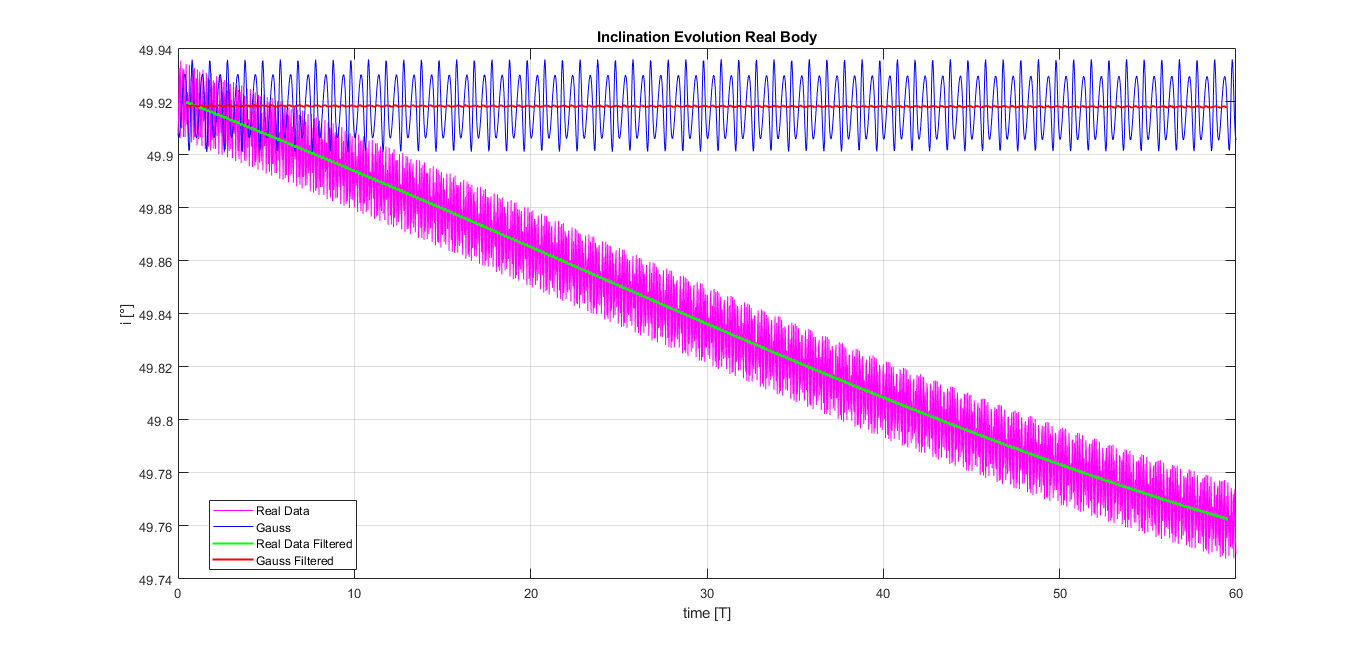 Inclination Evolution Real Body
49.94
49.92
49.9
49.88
49.86
49.84
49.82
49.8
49.78
49.76
49.74
i [°]
Real Data
Gauss
Real Data Filtered
Gauss Filtered
0
10
20
30
40
50
60
time [T]